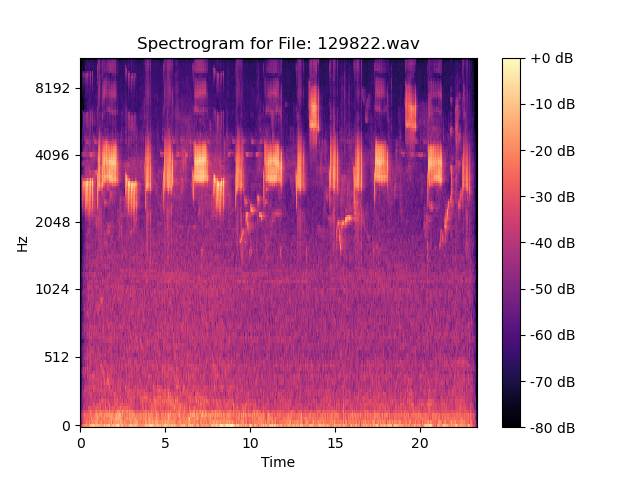 Spectrogram for File: 129822.wav
8192
4096
2048
1024
512
0
Hz
0
5
10
15
20
Time
+0 dB
-10 dB
-20 dB
-30 dB
-40 dB
-50 dB
-60 dB
-70 dB
-80 dB